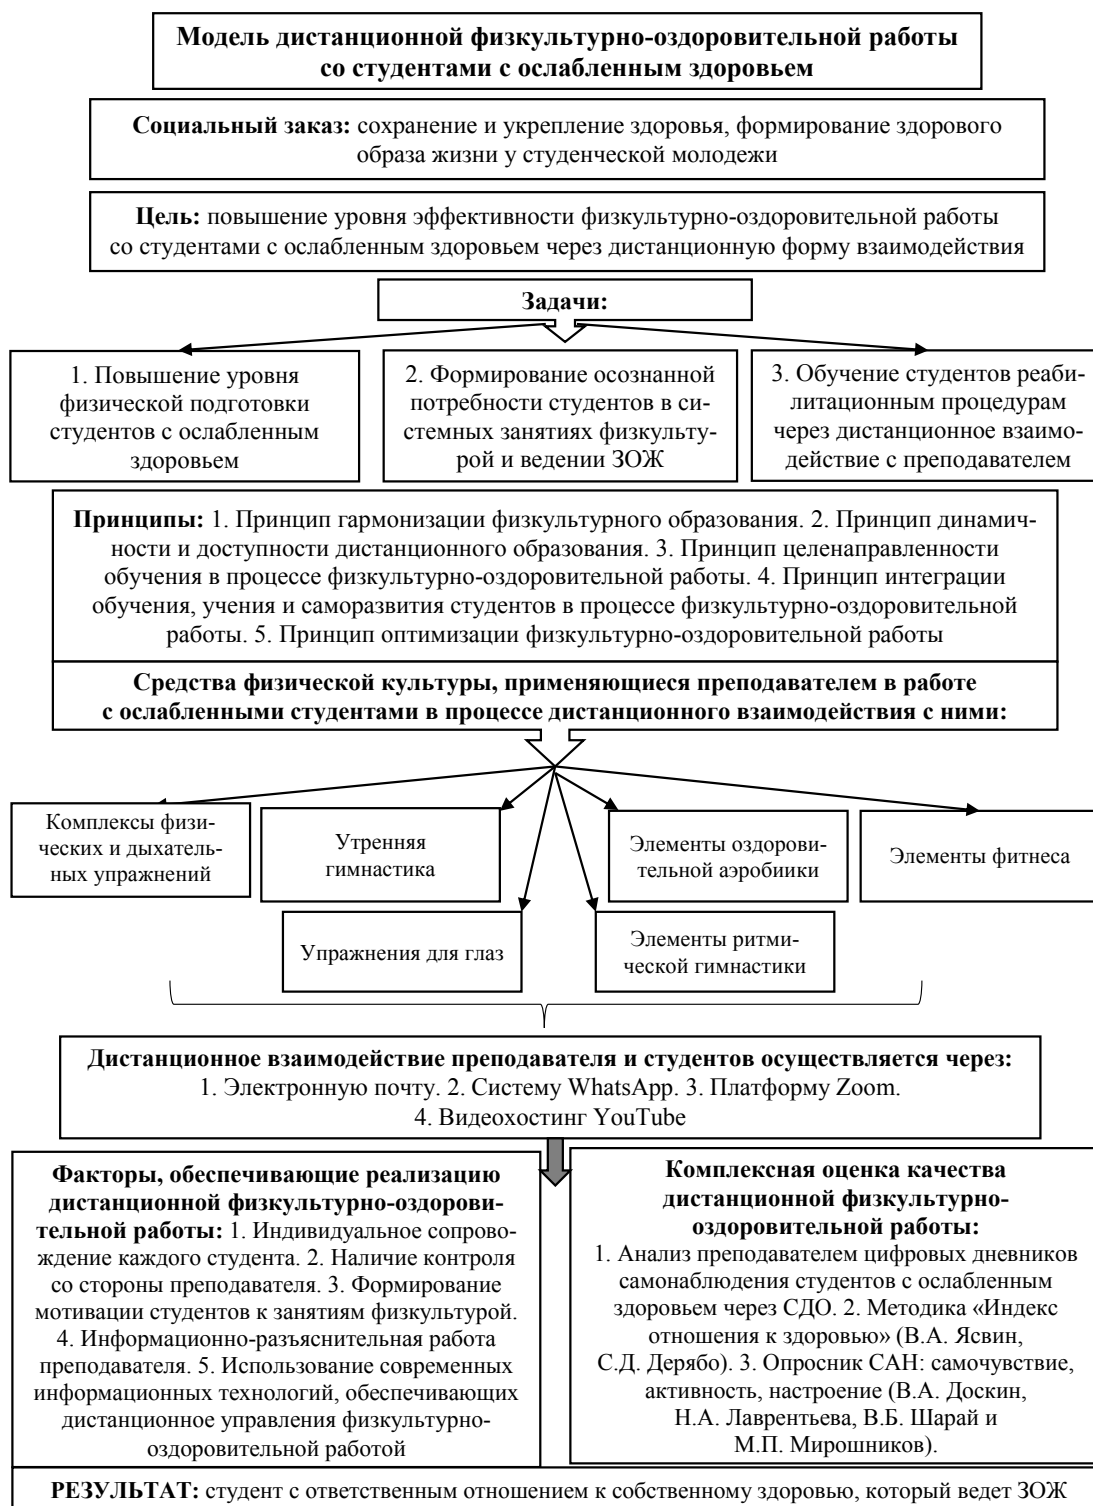 Модель дистанционной физкультурно-оздоровительной работы
со студентами с ослабленным здоровьем
Социальный заказ: сохранение и укрепление здоровья, формирование здорового
образа жизни у студенческой молодежи
Цель: повышение уровня эффективности физкультурно-оздоровительной работы
со студентами с ослабленным здоровьем через дистанционную форму взаимодействия
Задачи:
1. Повышение уровня
физической подготовки
студентов с ослабленным
здоровьем
2. Формирование осознанной
потребности студентов в си-
стемных занятиях физкульту-
рой и ведении ЗОЖ
3. Обучение студентов реаби-
литационным процедурам
через дистанционное взаимо-
действие с преподавателем
Принципы: 1. Принцип гармонизации физкультурного образования. 2. Принцип динамич-
ности и доступности дистанционного образования. 3. Принцип целенаправленности
обучения в процессе физкультурно-оздоровительной работы. 4. Принцип интеграции
обучения, учения и саморазвития студентов в процессе физкультурно-оздоровительной
работы. 5. Принцип оптимизации физкультурно-оздоровительной работы
Средства физической культуры, применяющиеся преподавателем в работе
с ослабленными студентами в процессе дистанционного взаимодействия с ними:
Комплексы физи-
ческих и дыхатель-
ных упражнений
Утренняя
гимнастика
Элементы оздорови-
тельной аэробиики
Элементы фитнеса
Упражнения для глаз
Элементы ритми-
ческой гимнастики
Дистанционное взаимодействие преподавателя и студентов осуществляется через:
1. Электронную почту. 2. Систему WhatsApp. 3. Платформу Zoom.
4. Видеохостинг YouTube
Факторы, обеспечивающие реализацию
дистанционной физкультурно-оздорови-
тельной работы: 1. Индивидуальное сопрово-
ждение каждого студента. 2. Наличие контроля
со стороны преподавателя. 3. Формирование
мотивации студентов к занятиям физкультурой.
4. Информационно-разъяснительная работа
преподавателя. 5. Использование современных
информационных технологий, обеспечивающих
дистанционное управления физкультурно-
оздоровительной работой
Комплексная оценка качества
дистанционной физкультурно-
оздоровительной работы:
1. Анализ преподавателем цифровых дневников
самонаблюдения студентов с ослабленным
здоровьем через СДО. 2. Методика «Индекс
отношения к здоровью» (В.А. Ясвин,
С.Д. Дерябо). 3. Опросник САН: самочувствие,
активность, настроение (В.А. Доскин,
Н.А. Лаврентьева, В.Б. Шарай и
М.П. Мирошников).
РЕЗУЛЬТАТ: студент с ответственным отношением к собственному здоровью, который ведет ЗОЖ